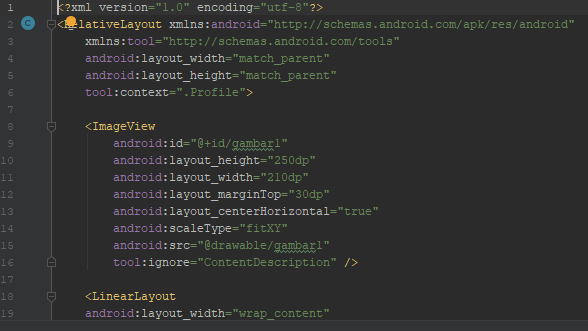 1 <?xml version="1.0" encoding="utf-8"?>
2 <RelativeLayout xmlns:android="http://schemas.android.com/apk/res/android"
3 xmlns:tool="http://schemas.android.com/tools"
4 android:layout_width="match_parent"
5 android:layout_height="match_parent"
6 tool:context=".Profile">
7
8 <ImageView
9 android:id="@+id/gambar1"
10 android:layout_height="250dp"
11 android:layout_width="210dp"
12 android:layout_marginTop="30dp"
13 android:layout_centerHorizontal="true"
14 android:scaleType="fitXY"
15 android:src="@drawable/gambar1"
16 tool:ignore="ContentDescription" />
17
18 <LinearLayout
19 android:layout_width="wrap_content"